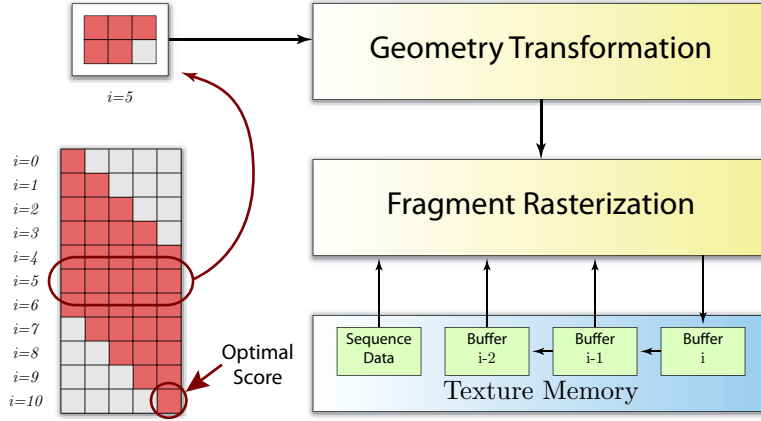 Geometry Transformation
i=5
Fragment Rasterization
i=0
i=1
i=2
i=3
i=4
i=5
i=6
i=7
i=8
i=9
i=10
Optimal
Score
Sequence
Data
Buffer
i-2
Buffer
i-1
Buffer
i
Texture Memory